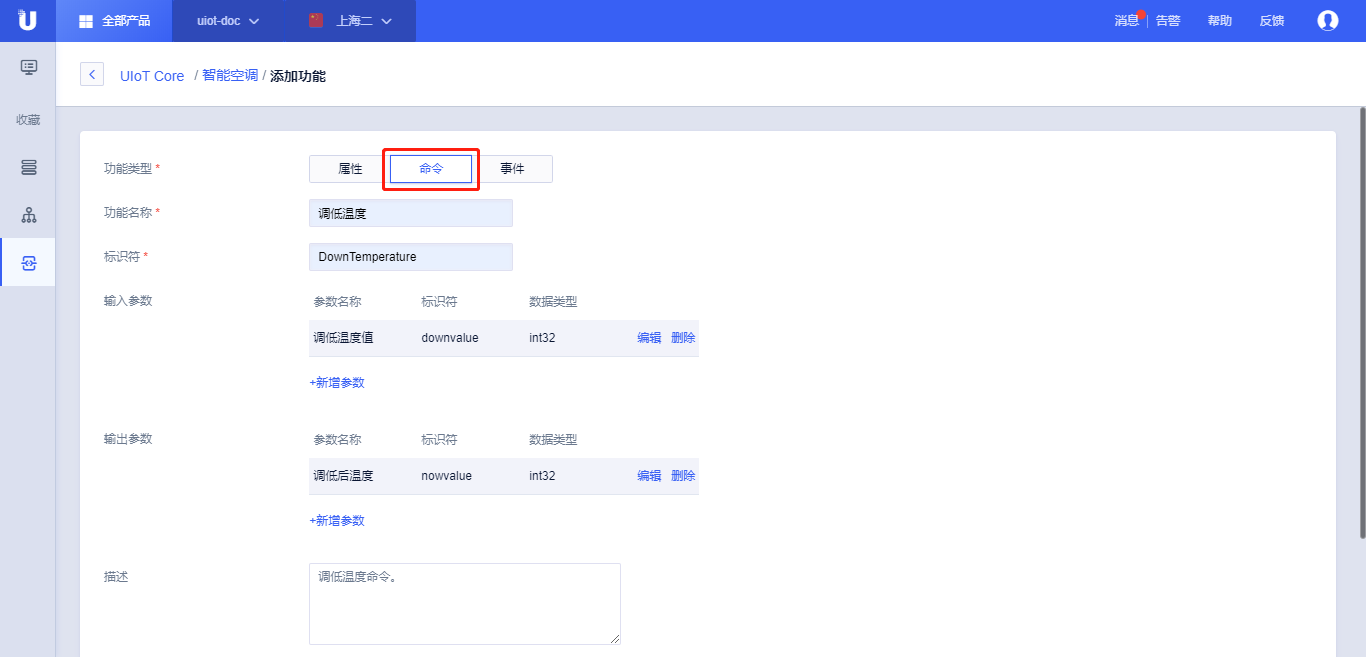 全部产品 uiot-doc 上海二 消息 告警 帮助 反馈
收藏
UIoT Core / 智能空调 / 添加功能
功能类型 * 属性 命令 事件
功能名称 * 调低温度
标识符 * DownTemperature
输入参数 参数名称 标识符 数据类型
调低温度值 downvalue int32 编辑 删除
+新增参数
输出参数 参数名称 标识符 数据类型
调低后温度 nowvalue int32 编辑 删除
+新增参数
描述 调低温度命令。